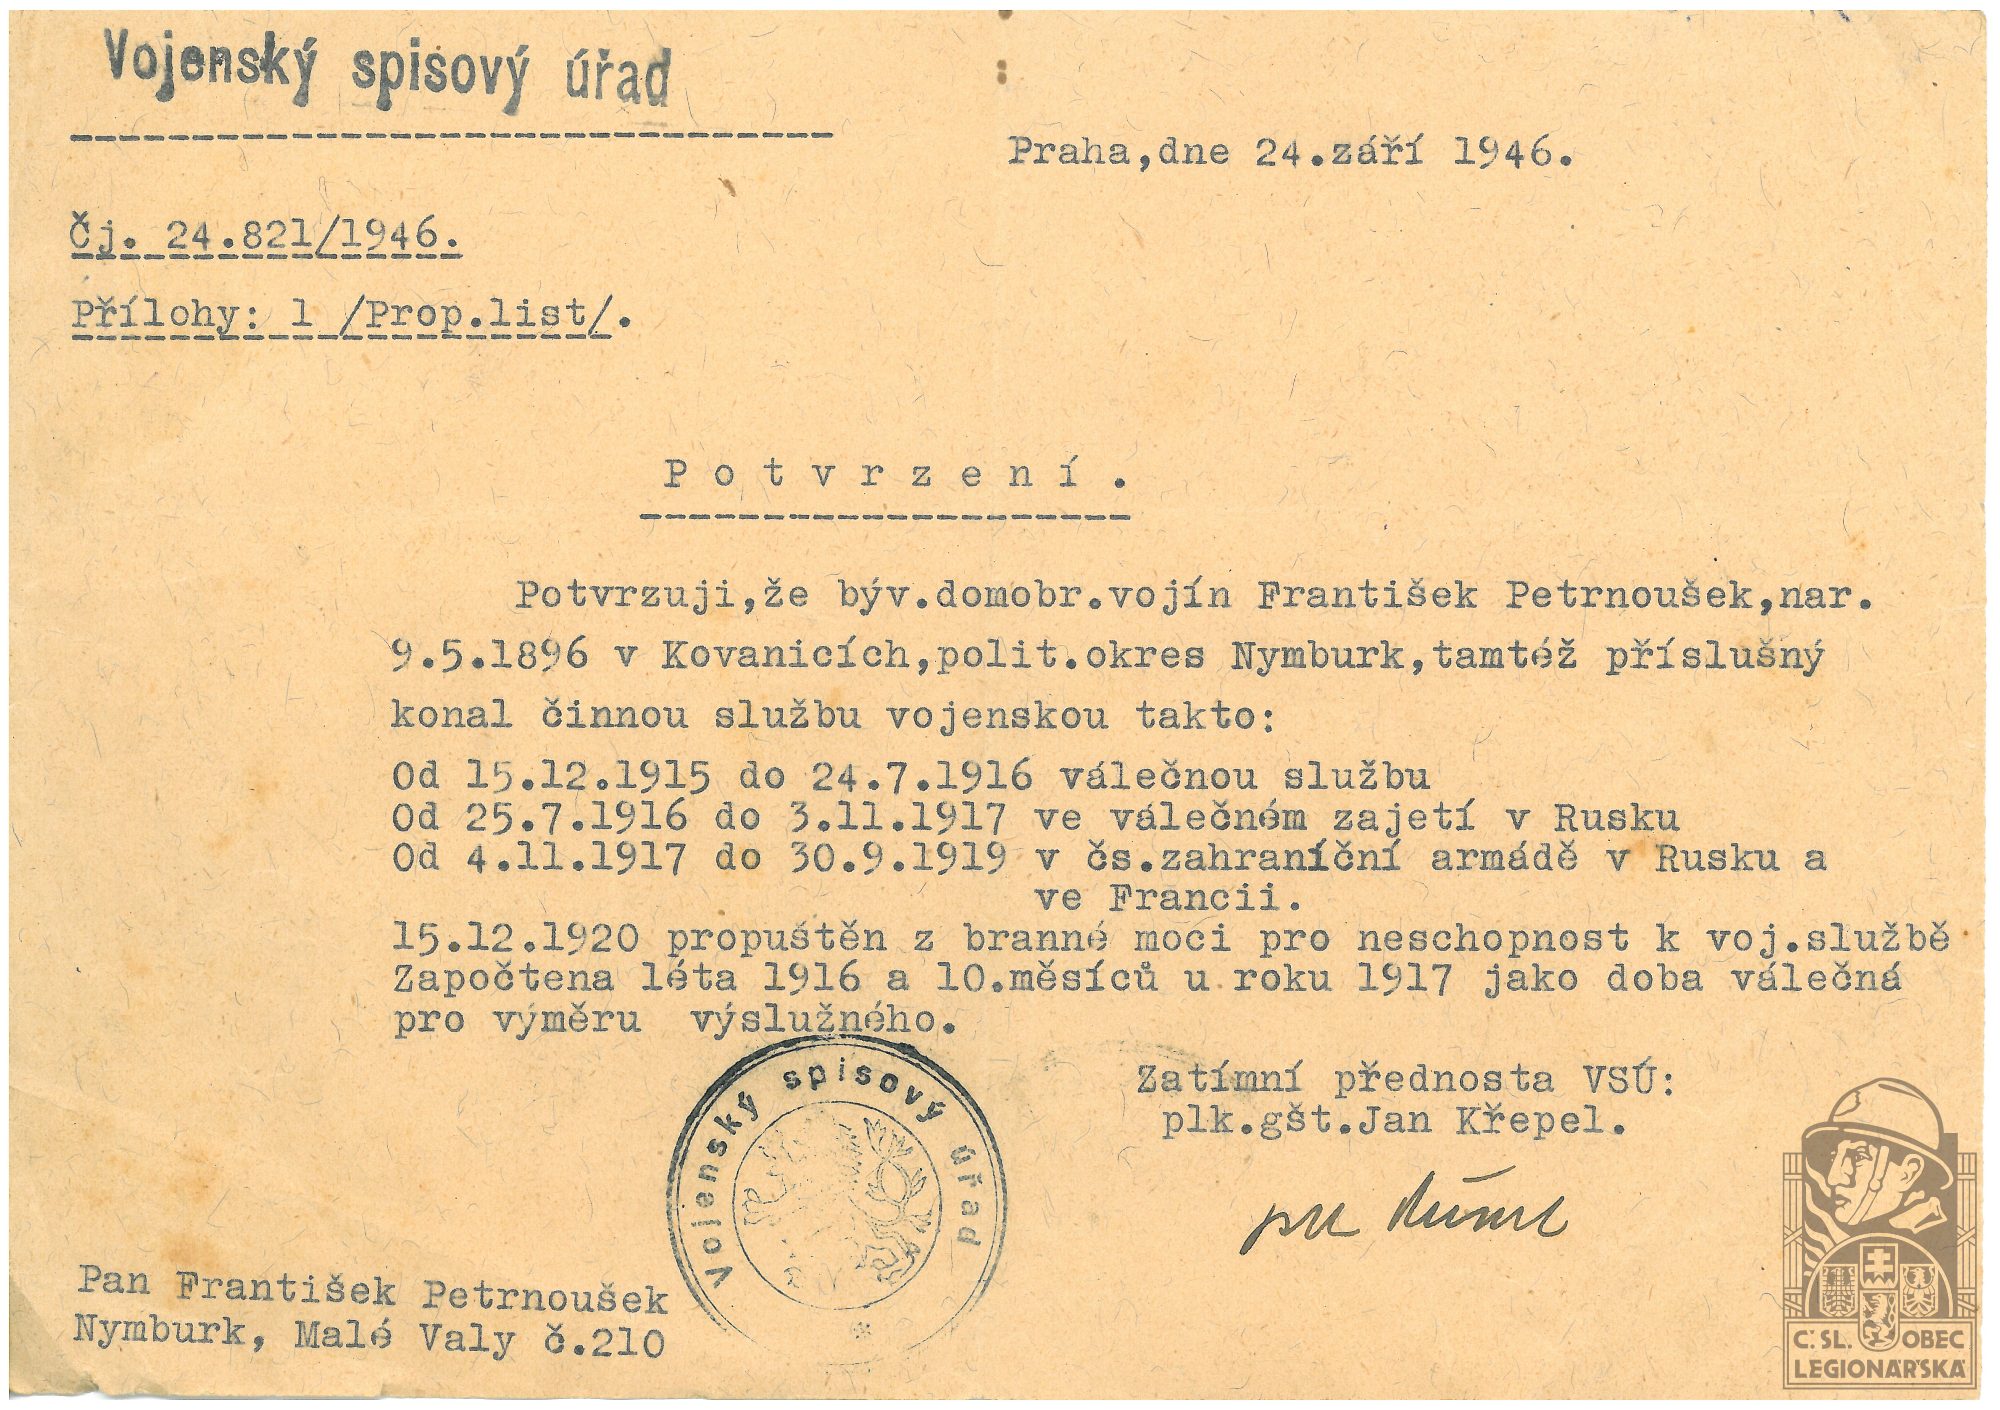 Vojenský spisový úřad
Praha,dne 24.září 1946.
Čj. 24.821/1946.
Přílohy: 1 /Prop.list/.
P o t v r z e n í .
Potvrzuji,že býv.domobr.vojín František Petrnoušek,nar.
9.5.1896 v Kovanicích,polit.okres Nymburk,tamtéž příslušný
konal činnou službu vojenskou takto:
Od 15.12.1915 do 24.7.1916 válečnou službu
Od 25.7.1916 do 3.11.1917 ve válečném zajetí v Rusku
Od 4.11.1917 do 30.9.1919 v čs.zahraníční armádě v Rusku a
ve Francii.
15.12.1920 propuštěn z branné moci pro neschopnost k voj.službě
Započtena léta 1916 a 10.měsíců u roku 1917 jako doba válečná
pro výměru výslužného.
Zatímní přednosta VSÚ:
plk.gšt.Jan Křepel.
Vojenský spisový úřad
Pan František Petrnoušek
Nymburk, Malé Valy č.210
Č. SL. OBEC
LEGIONÁŘSKÁ